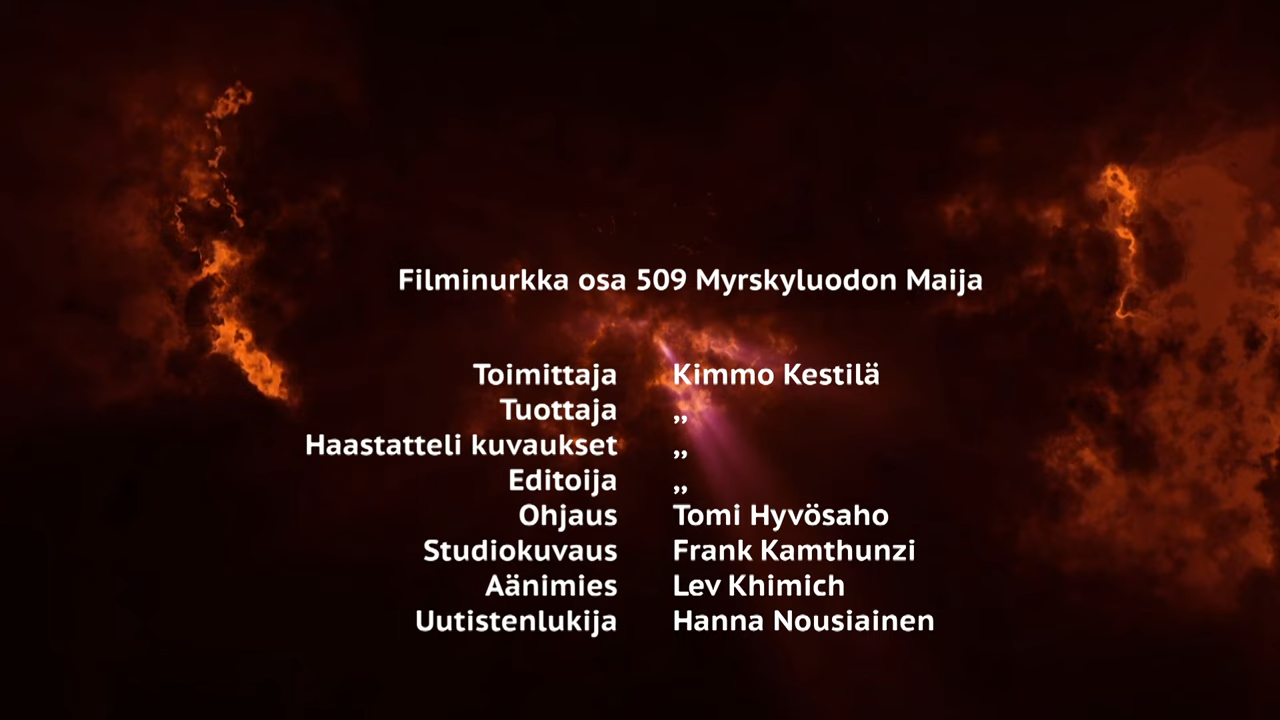 Filminurkka osa 509 Myrskyluodon Maija
Toimittaja Kimmo Kestilä
Tuottaja ,,
Haastatteli kuvaukset ,,
Editoija ,,
Ohjaus Tomi Hyvösaho
Studiokuvaus Frank Kamthunzi
Aänimies Lev Khimich
Uutistenlukija Hanna Nousiainen